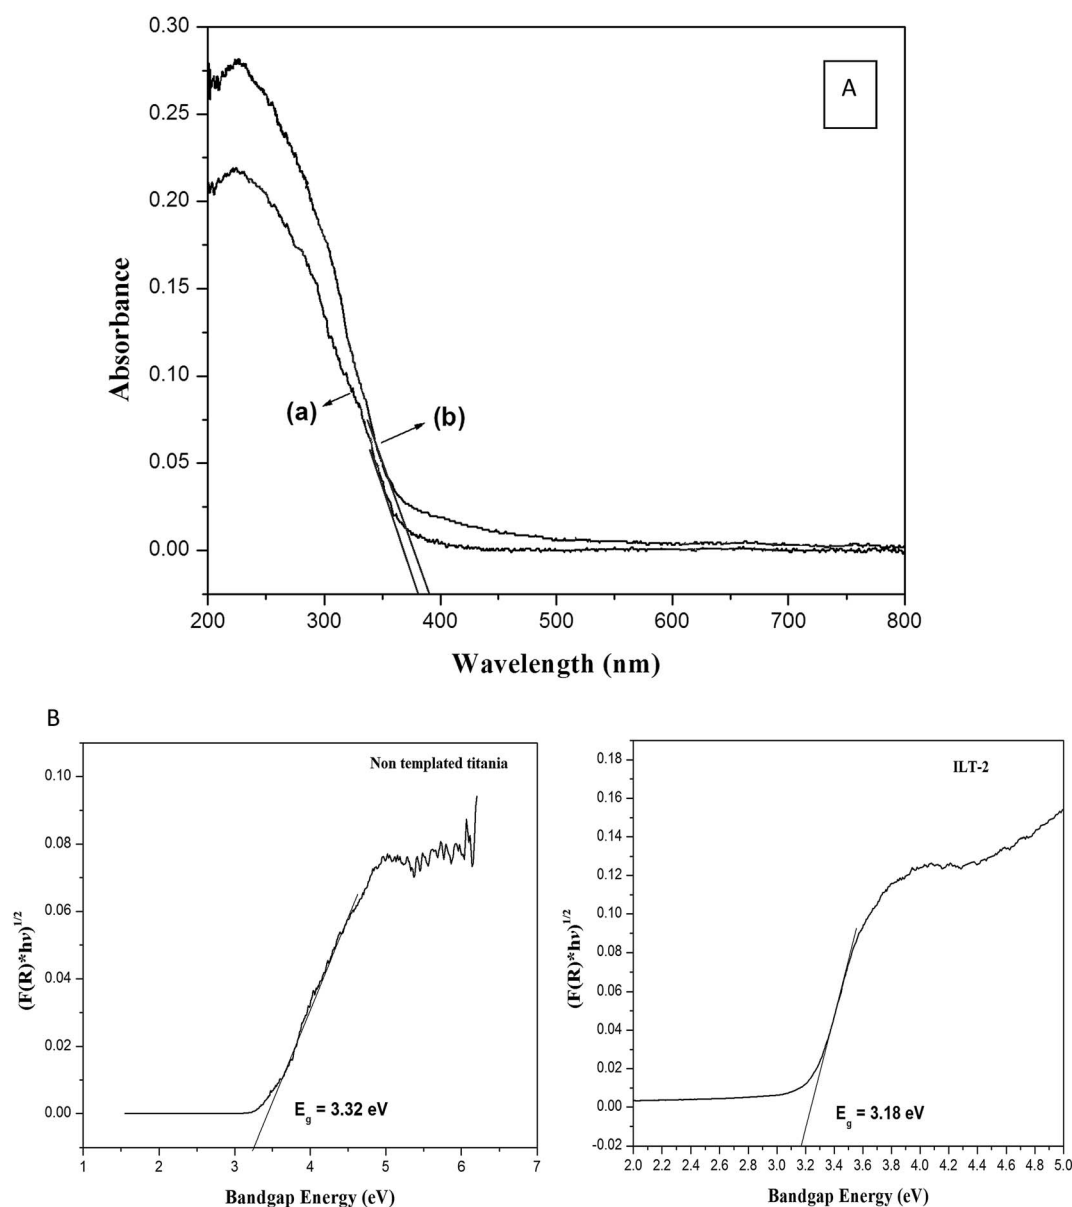 A
Absorbance
0.30
0.25
0.20
0.15
0.10
0.05
0.00
(a)
(b)
200 300 400 500 600 700 800
Wavelength (nm)
B
Non templated titania
(F(R)*hν)1/2
0.10
0.08
0.06
0.04
0.02
0.00
Eg = 3.32 eV
1 2 3 4 5 6 7
Bandgap Energy (eV)
ILT-2
(F(R)*hν)1/2
0.18
0.16
0.14
0.12
0.10
0.08
0.06
0.04
0.02
0.00
-0.02
Eg = 3.18 eV
2.0 2.2 2.4 2.6 2.8 3.0 3.2 3.4 3.6 3.8 4.0 4.2 4.4 4.6 4.8 5.0
Bandgap Energy (eV)